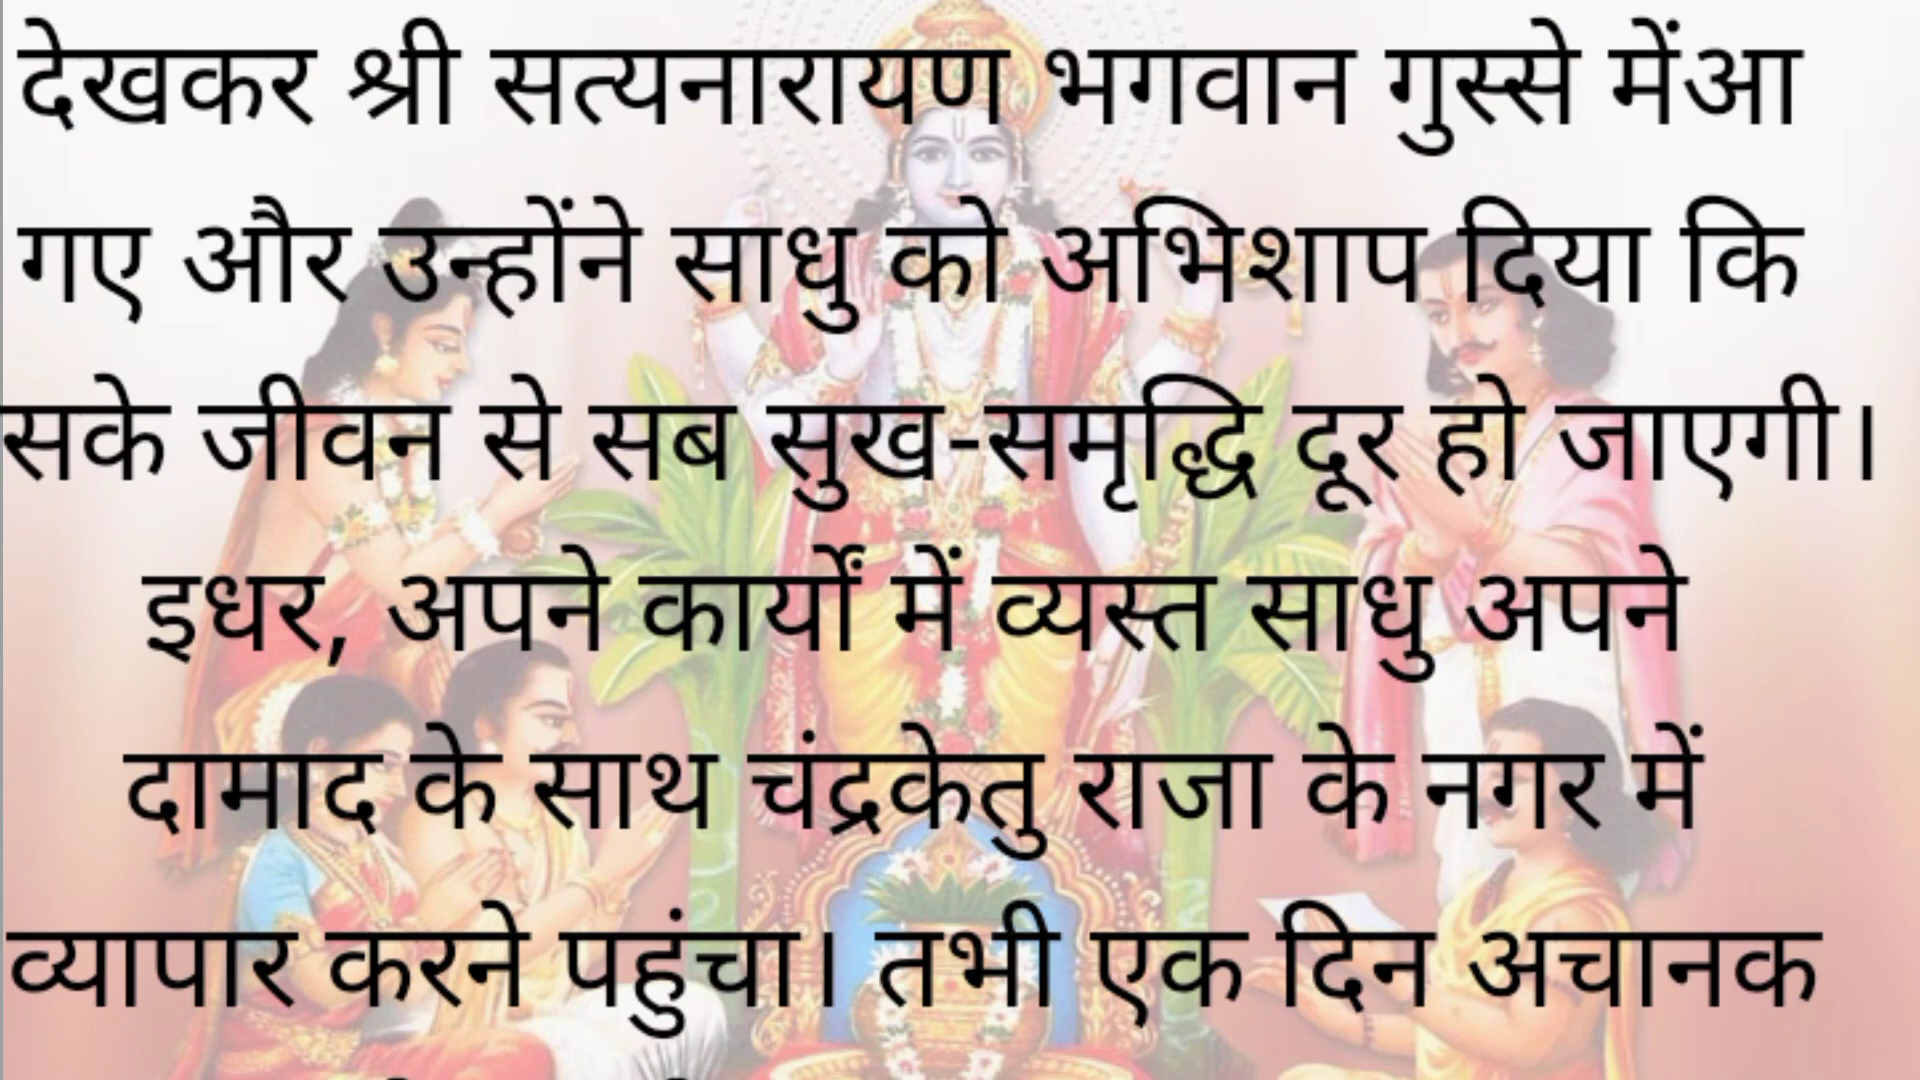 देखकर श्री सत्यनारायण भगवान गुस्से मेंआ
गए और उन्होंने साधु को अभिशाप दिया कि
सके जीवन से सब सुख-समृद्धि दूर हो जाएगी।
इधर, अपने कार्यों में व्यस्त साधु अपने
दामाद के साथ चंद्रकेतु राजा के नगर में
व्यापार करने पहुंचा। तभी एक दिन अचानक